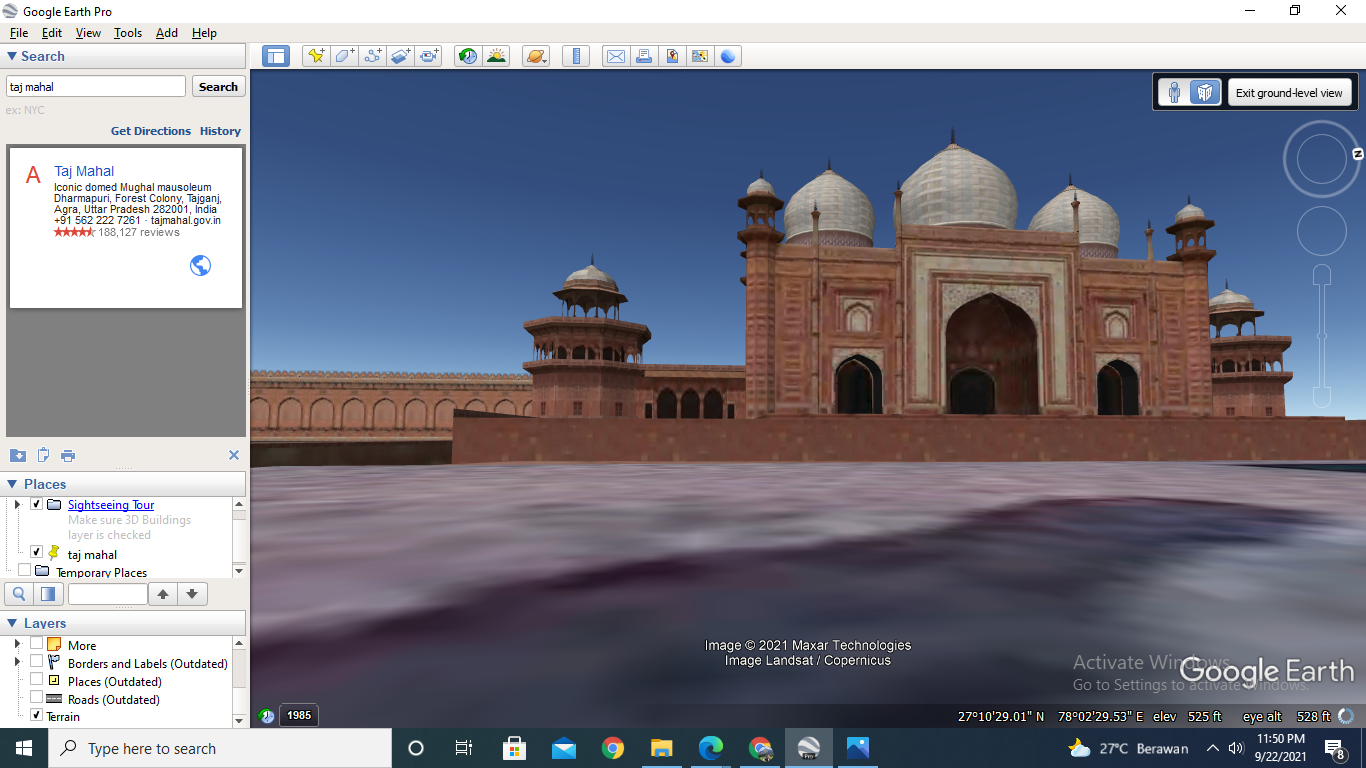 Google Earth Pro
File Edit View Tools Add Help
Search
taj mahal
Search
ex: NYC
Get Directions History
A
Taj Mahal
Iconic domed Mughal mausoleum
Dharmapuri, Forest Colony, Tajganj,
Agra, Uttar Pradesh 282001, India
+91 562 222 7261 · tajmahal.gov.in
188,127 reviews
Places
Sightseeing Tour
Make sure 3D Buildings
layer is checked
taj mahal
Temporary Places
Layers
More
Borders and Labels (Outdated)
Places (Outdated)
Roads (Outdated)
Terrain
Exit ground-level view
N
Image © 2021 Maxar Technologies
Image Landsat / Copernicus
Activate Windows
Go to Settings to activate Windows.
Google Earth
1985
27°10'29.01" N 78°02'29.53" E elev 525 ft eye alt 528 ft
Type here to search
Pro
27°C Berawan
11:50 PM
9/22/2021
8